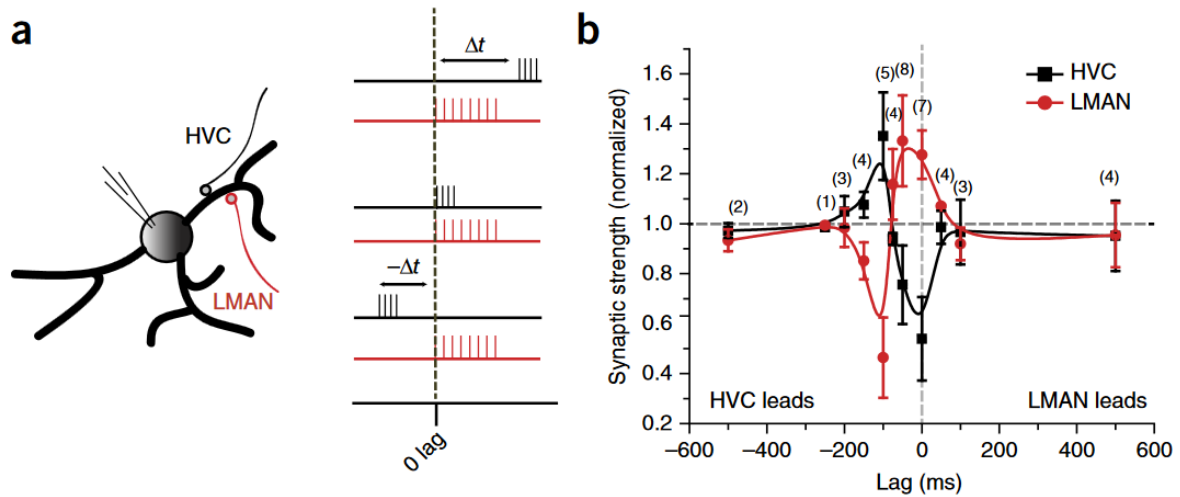 a
HVC
LMAN
Δt
−Δt
0 lag
b
Synaptic strength (normalized)
1.6
1.4
1.2
1.0
0.8
0.6
0.4
0.2
(2)
(1)
(3)
(4)
(5)
(4)
(8)
(7)
(4)
(3)
(4)
HVC
LMAN
HVC leads
LMAN leads
−600
−400
−200
0
200
400
600
Lag (ms)